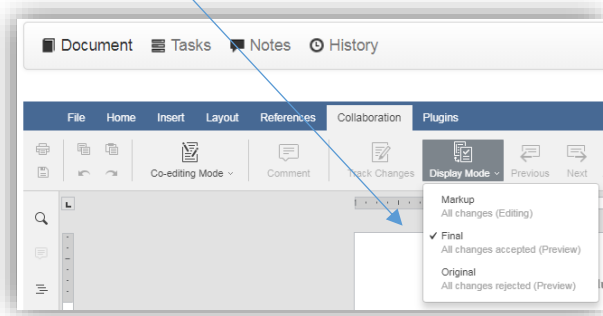 Document Tasks Notes History
File Home Insert Layout References Collaboration Plugins
Co-editing Mode Comment Track Changes Display Mode Previous Next
Markup
All changes (Editing)
Final
All changes accepted (Preview)
Original
All changes rejected (Preview)